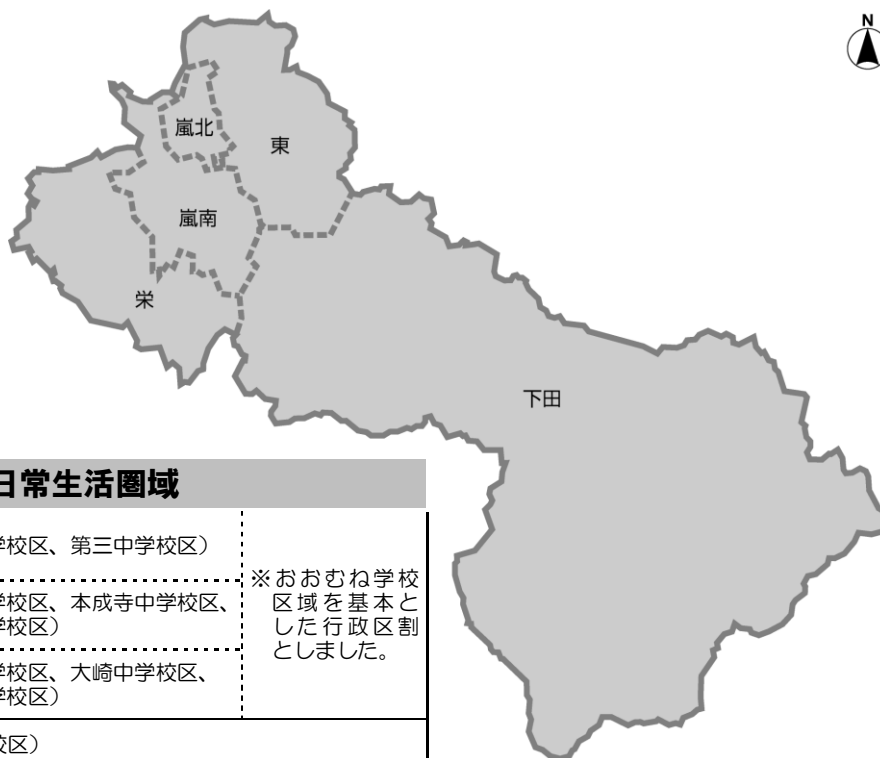 N
嵐北
東
嵐南
栄
下田
日常生活圏域
学校区、第三中学校区）
学校区、本成寺中学校区、
学校区）
学校区、大崎中学校区、
学校区）
校区）
※おおむね学校
区域を基本と
した行政区割
としました。